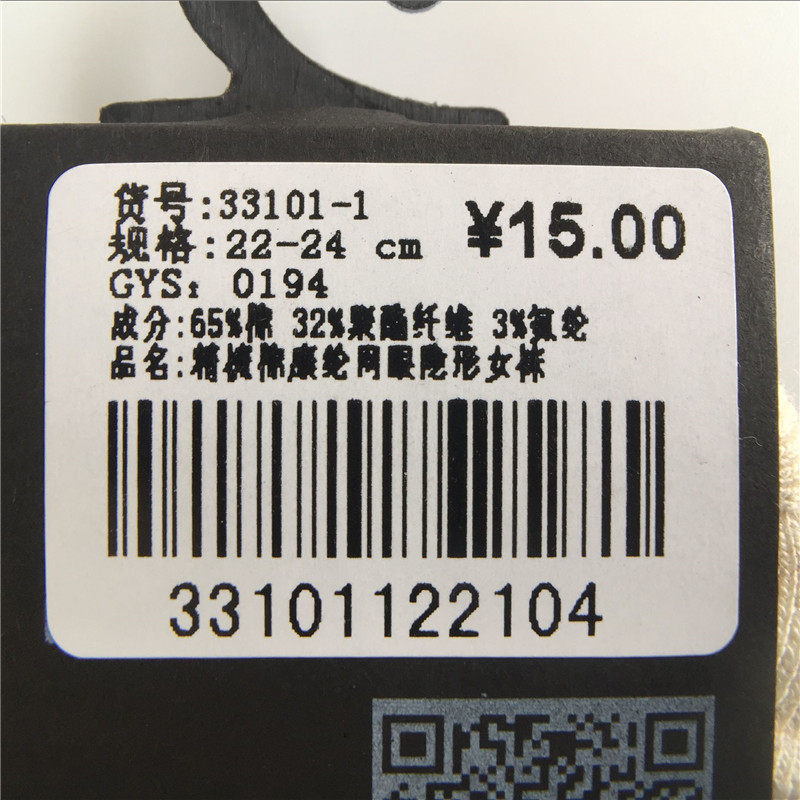 货号:33101-1
¥15.00
规格:22-24 cm
GYS: 0194
成分:65%棉 32%聚酯纤维 3%氨纶
品名:精梳棉康纶网眼隐形女袜
33101122104